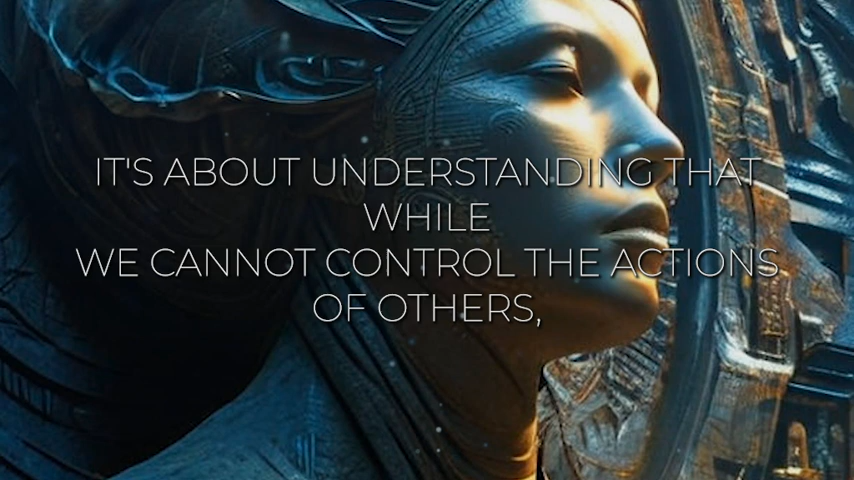 IT'S ABOUT UNDERSTANDING THAT
WHILE
WE CANNOT CONTROL THE ACTIONS
OF OTHERS,